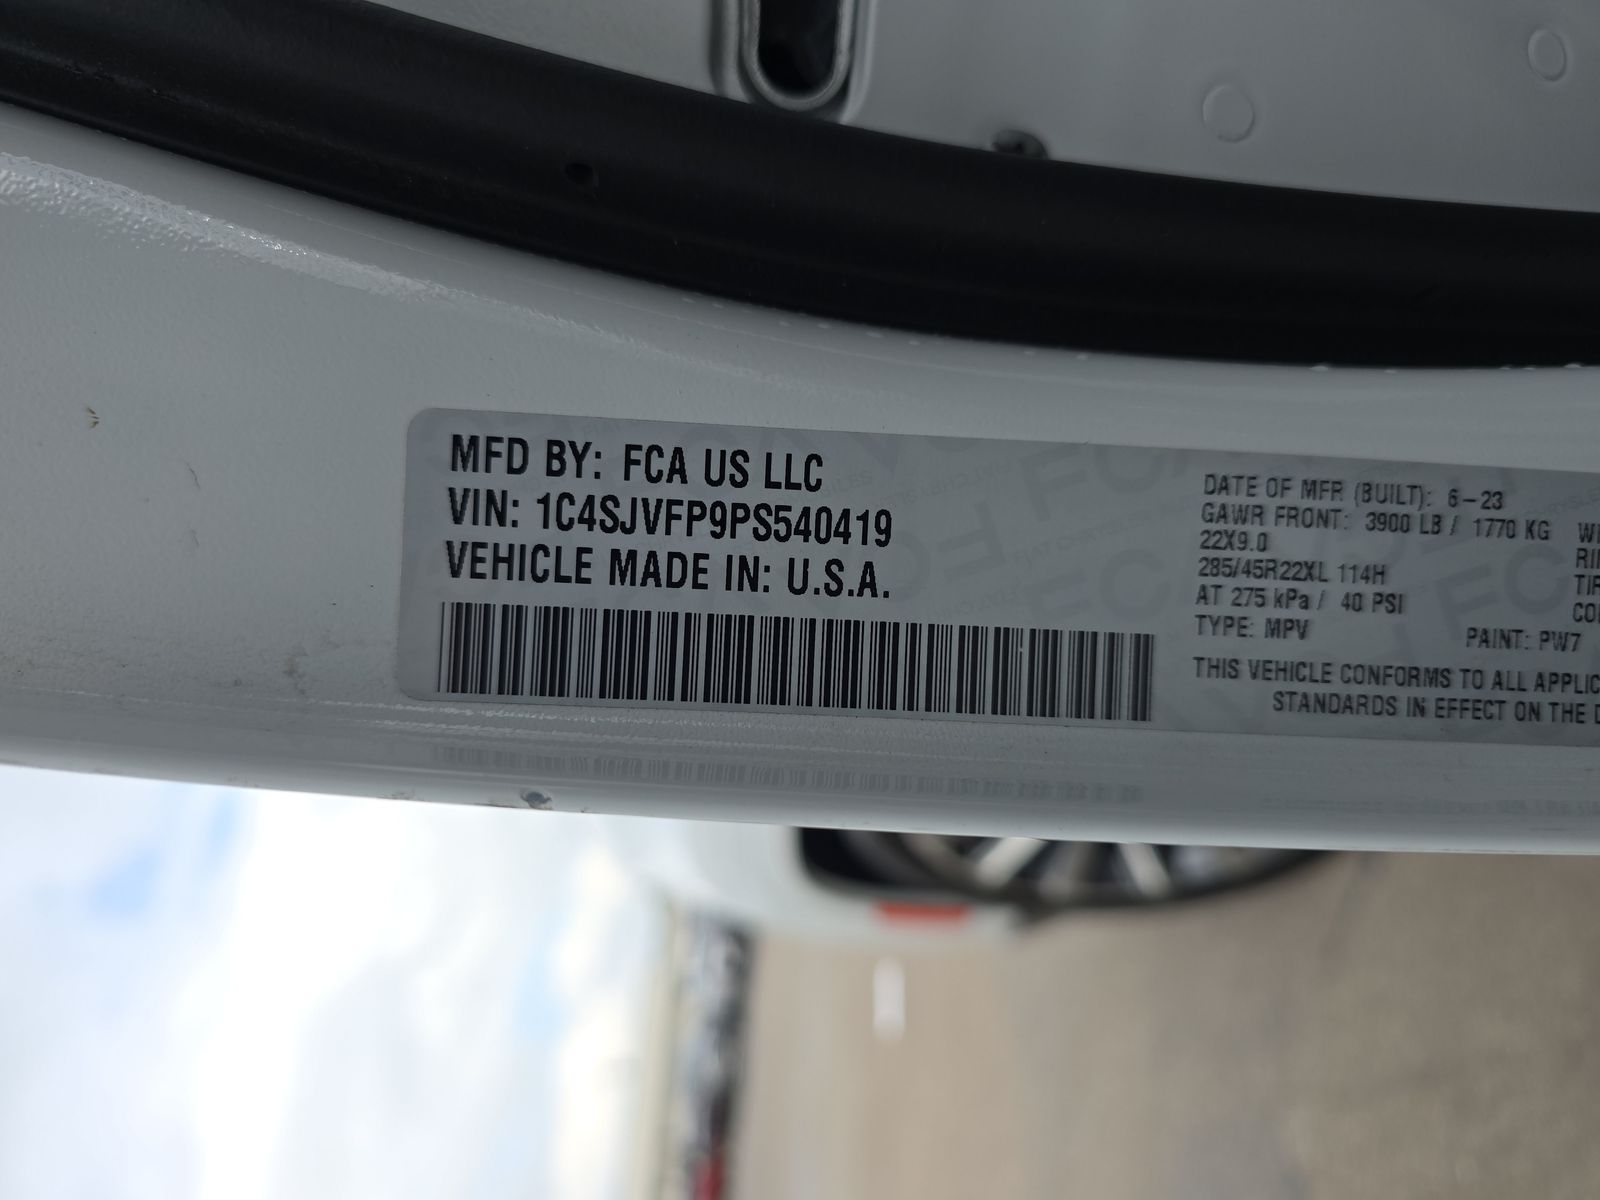 MFD BY: FCA US LLC
VIN: 1C4SJVFP9PS540419
VEHICLE MADE IN: U.S.A.
DATE OF MFR (BUILT): 6-23
GAWR FRONT: 3900 LB / 1770 KG
22X9.0
285/45R22XL 114H
AT 275 kPa / 40 PSI
TYPE: MPV PAINT: PW7
THIS VEHICLE CONFORMS TO ALL APPLIC
STANDARDS IN EFFECT ON THE D